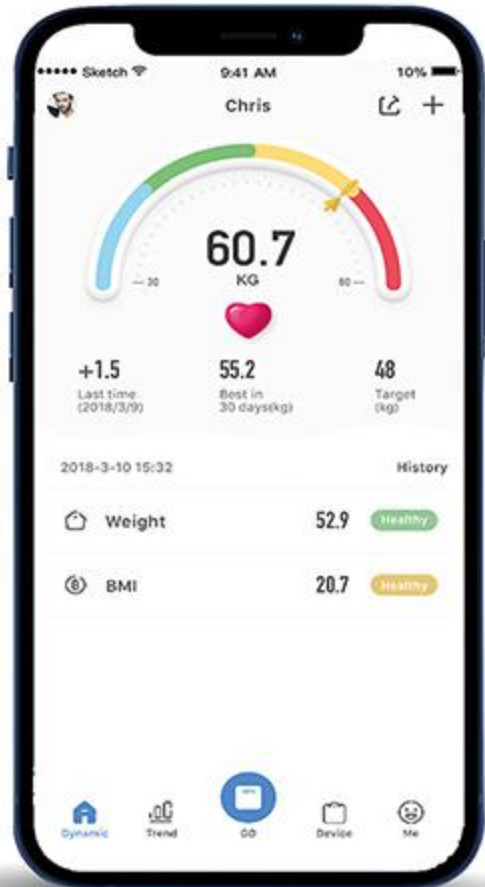 Sketch
9:41 AM
10%
Chris
60.7
KG
30
80
+1.5
55.2
48
Last time
(2018/3/9)
Best in
30 days(kg)
Target
(kg)
2018-3-10 15:32
History
Weight
52.9
Healthy
BMI
20.7
Healthy
Dynamic
Trend
GO
Device
Me